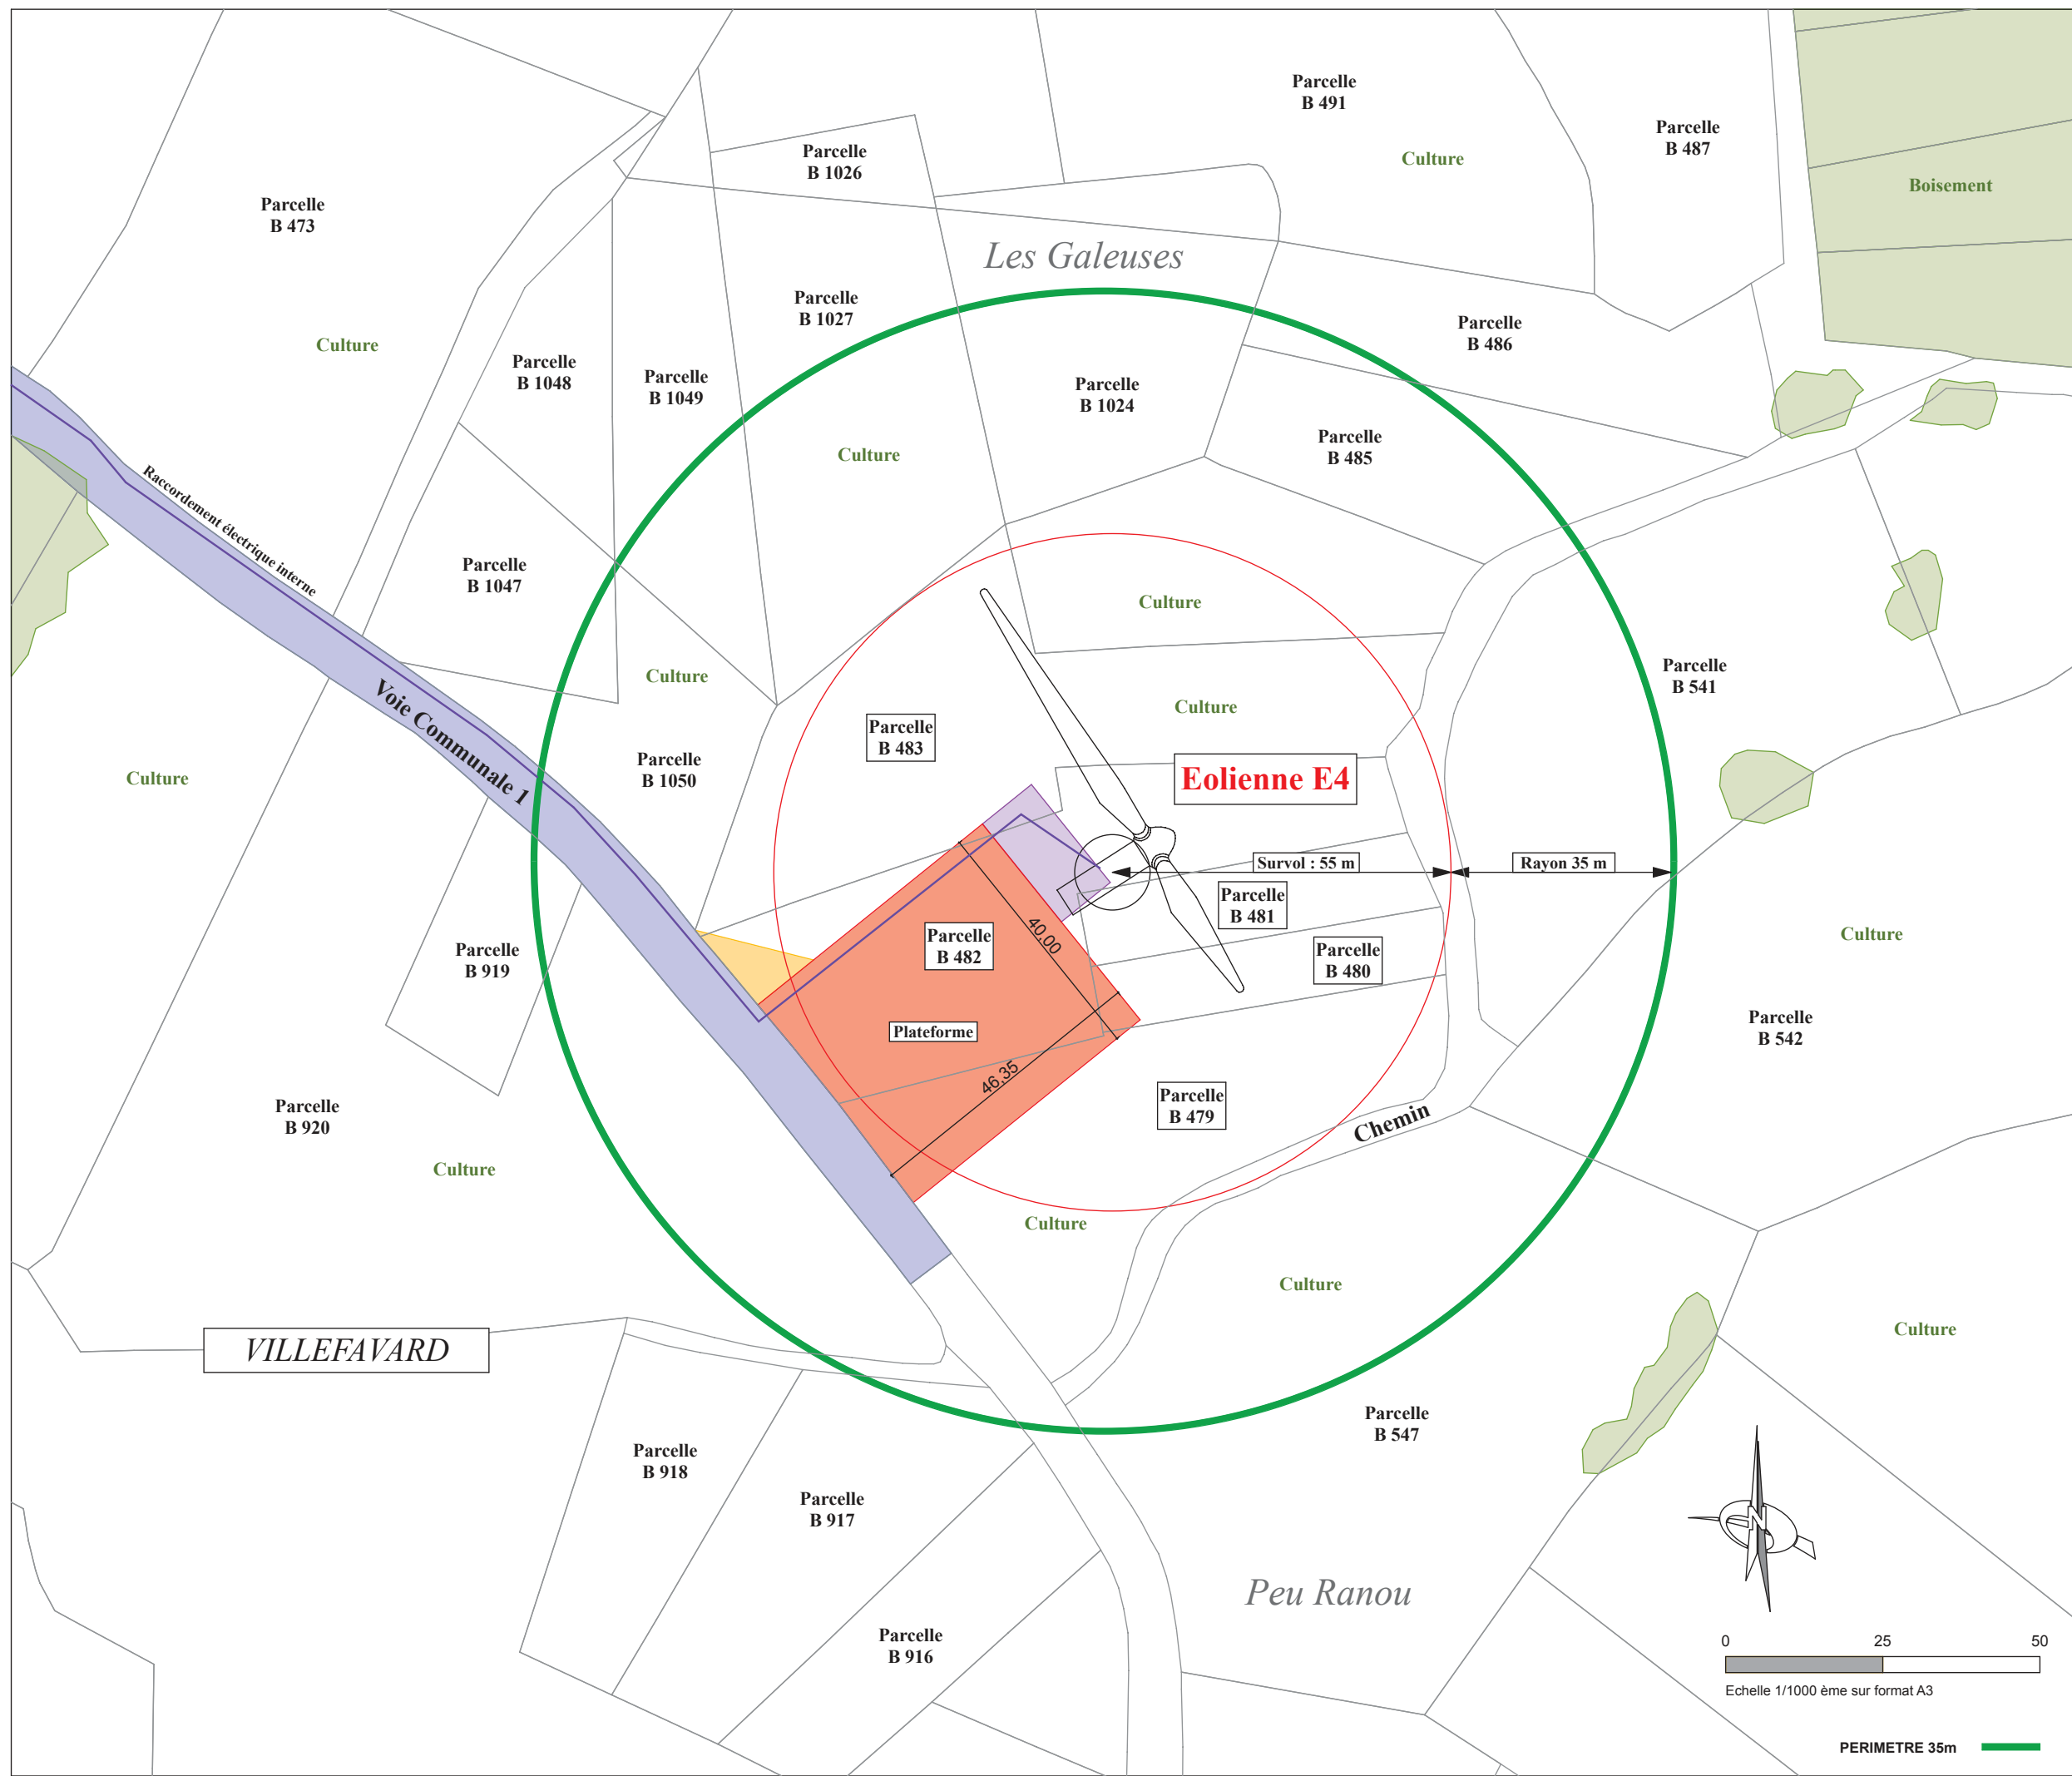 Parcelle
B 491
Parcelle
B 487
Culture
Parcelle
B 1026
Boisement
Parcelle
B 473
Les Galeuses
Parcelle
B 1027
Parcelle
B 486
Culture
Parcelle
B 1048
Parcelle
B 1049
Parcelle
B 1024
Parcelle
B 485
Culture
Raccordement électrique interne
Parcelle
B 1047
Culture
Culture
Parcelle
B 541
Voie Communale 1
Culture
Parcelle
B 483
Parcelle
B 1050
Culture
Eolienne E4
Survol : 55 m
Rayon 35 m
Parcelle
B 481
Parcelle
B 482
40,00
Parcelle
B 919
Parcelle
B 480
Culture
Plateforme
Parcelle
B 542
46,35
Parcelle
B 479
Parcelle
B 920
Chemin
Culture
Culture
Culture
Culture
VILLEFAVARD
Parcelle
B 547
Parcelle
B 918
Parcelle
B 917
N
Peu Ranou
Parcelle
B 916
0 25 50
Echelle 1/1000 ème sur format A3
PERIMETRE 35m